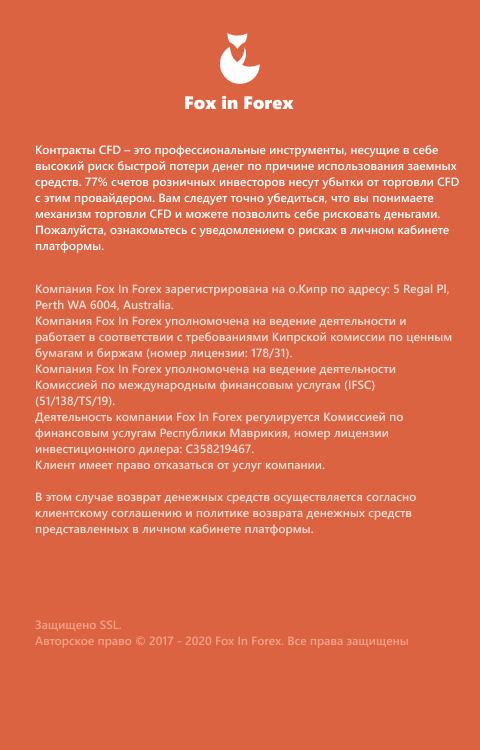 Fox in Forex
Контракты CFD – это профессиональные инструменты, несущие в себе
высокий риск быстрой потери денег по причине использования заемных
средств. 77% счетов розничных инвесторов несут убытки от торговли CFD
с этим провайдером. Вам следует точно убедиться, что вы понимаете
механизм торговли CFD и можете позволить себе рисковать деньгами.
Пожалуйста, ознакомьтесь с уведомлением о рисках в личном кабинете
платформы.
Компания Fox In Forex зарегистрирована на о.Кипр по адресу: 5 Regal Pl,
Perth WA 6004, Australia.
Компания Fox In Forex уполномочена на ведение деятельности и
работает в соответствии с требованиями Кипрской комиссии по ценным
бумагам и биржам (номер лицензии: 178/31).
Компания Fox In Forex уполномочена на ведение деятельности
Комиссией по международным финансовым услугам (IFSC)
(51/138/TS/19).
Деятельность компании Fox In Forex регулируется Комиссией по
финансовым услугам Республики Маврикия, номер лицензии
инвестиционного дилера: C358219467.
Клиент имеет право отказаться от услуг компании.
В этом случае возврат денежных средств осуществляется согласно
клиентскому соглашению и политике возврата денежных средств
представленных в личном кабинете платформы.
Защищено SSL.
Авторское право © 2017 - 2020 Fox In Forex. Все права защищены